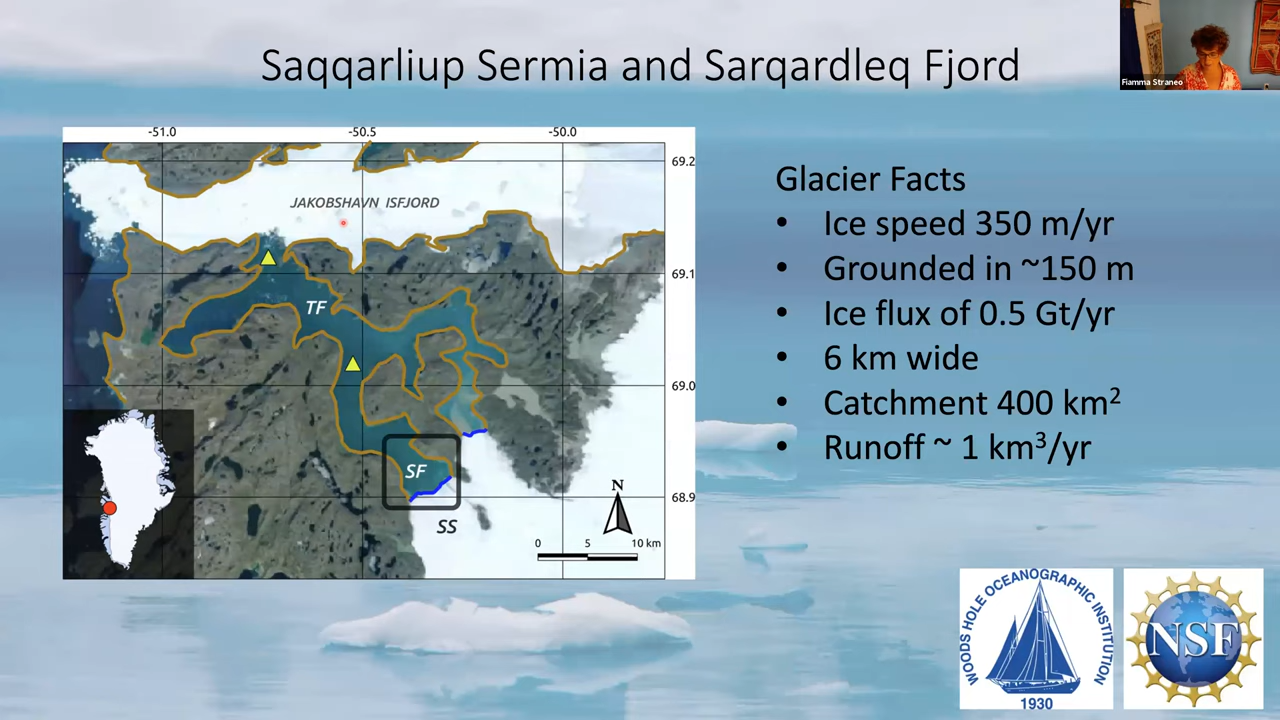 Saqqarliup Sermia and Sarqardleq Fjord
Fiamma Straneo
-51.0
-50.5
-50.0
69.2
JAKOBSHAVN ISFJORD
69.1
TF
69.0
SF
68.9
SS
N
0 5 10 km
Glacier Facts
• Ice speed 350 m/yr
• Grounded in ~150 m
• Ice flux of 0.5 Gt/yr
• 6 km wide
• Catchment 400 km²
• Runoff ~ 1 km³/yr
WOODS HOLE OCEANOGRAPHIC INSTITUTION
1930
NSF